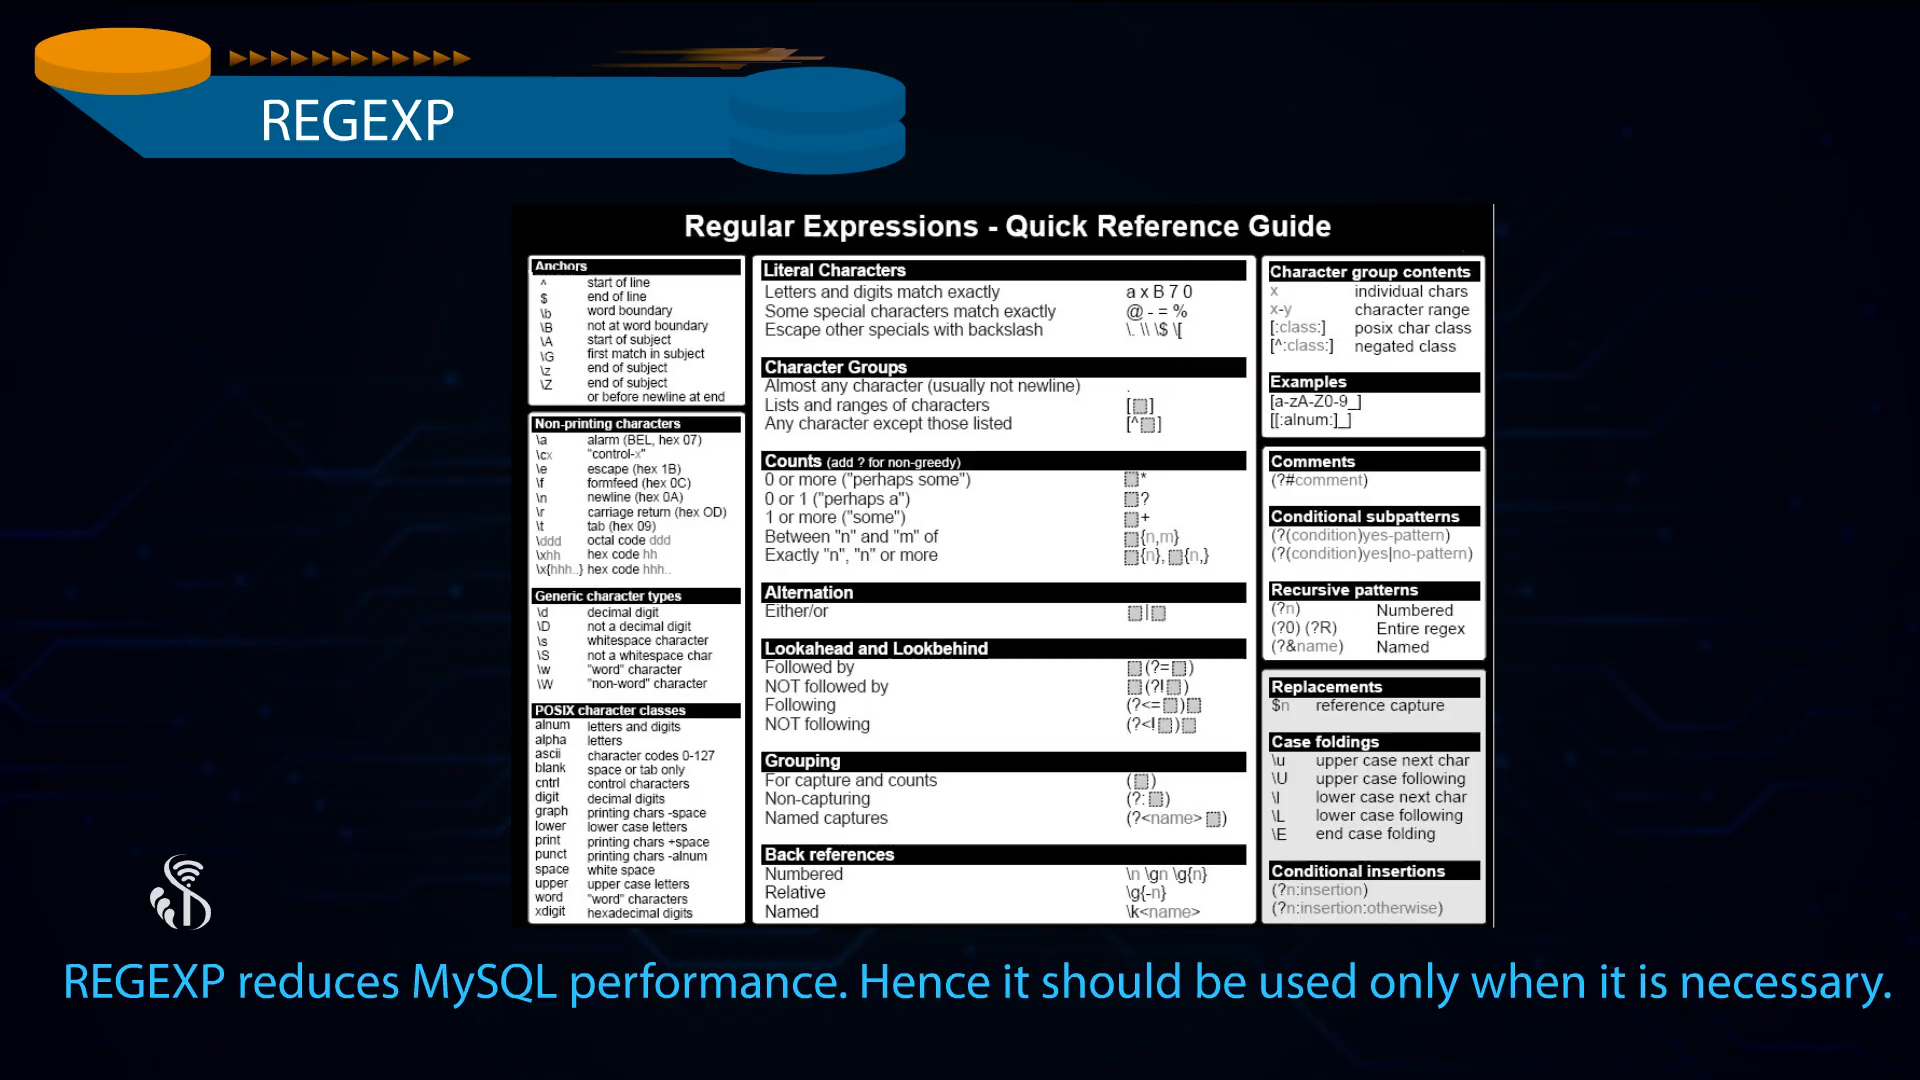 REGEXP
Regular Expressions - Quick Reference Guide
Anchors
^ start of line
$ end of line
\b word boundary
\B not at word boundary
\A start of subject
\G first match in subject
\z end of subject
\Z end of subject
or before newline at end
Non-printing characters
\a alarm (BEL, hex 07)
\cx "control-x"
\e escape (hex 1B)
\f formfeed (hex 0C)
\n newline (hex 0A)
\r carriage return (hex OD)
\t tab (hex 09)
\ddd octal code ddd
\xhh hex code hh
\x{hhh..} hex code hhh..
Generic character types
\d decimal digit
\D not a decimal digit
\s whitespace character
\S not a whitespace char
\w "word" character
\W "non-word" character
POSIX character classes
alnum letters and digits
alpha letters
ascii character codes 0-127
blank space or tab only
cntrl control characters
digit decimal digits
graph printing chars -space
lower lower case letters
print printing chars +space
punct printing chars -alnum
space white space
upper upper case letters
word "word" characters
xdigit hexadecimal digits
Literal Characters
Letters and digits match exactly a x B 7 0
Some special characters match exactly @ - = %
Escape other specials with backslash \. \\ \$ \[
Character Groups
Almost any character (usually not newline) .
Lists and ranges of characters [ ]
Any character except those listed [^ ]
Counts (add ? for non-greedy)
0 or more ("perhaps some") *
0 or 1 ("perhaps a") ?
1 or more ("some") +
Between "n" and "m" of {n,m}
Exactly "n", "n" or more {n}, {n,}
Alternation
Either/or |
Lookahead and Lookbehind
Followed by (?= )
NOT followed by (?! )
Following (?<= )
NOT following (?<! )
Grouping
For capture and counts ( )
Non-capturing (?: )
Named captures (?<name> )
Back references
Numbered \n \gn \g{n}
Relative \g{-n}
Named \k<name>
Character group contents
x individual chars
x-y character range
[:class:] posix char class
[^:class:] negated class
Examples
[a-zA-Z0-9_]
[[:alnum:]_]
Comments
(?#comment)
Conditional subpatterns
(?(condition)yes-pattern)
(?(condition)yes|no-pattern)
Recursive patterns
(?n) Numbered
(?0) (?R) Entire regex
(?&name) Named
Replacements
$n reference capture
Case foldings
\u upper case next char
\U upper case following
\l lower case next char
\L lower case following
\E end case folding
Conditional insertions
(?n:insertion)
(?n:insertion:otherwise)
REGEXP reduces MySQL performance. Hence it should be used only when it is necessary.